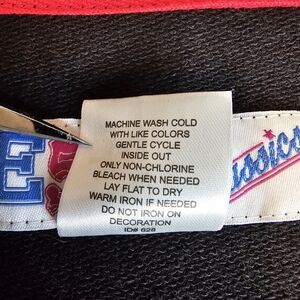 MACHINE WASH COLD
WITH LIKE COLORS
GENTLE CYCLE
INSIDE OUT
ONLY NON-CHLORINE
BLEACH WHEN NEEDED
LAY FLAT TO DRY
WARM IRON IF NEEDED
DO NOT IRON ON
DECORATION
ID# 628
E
ssics